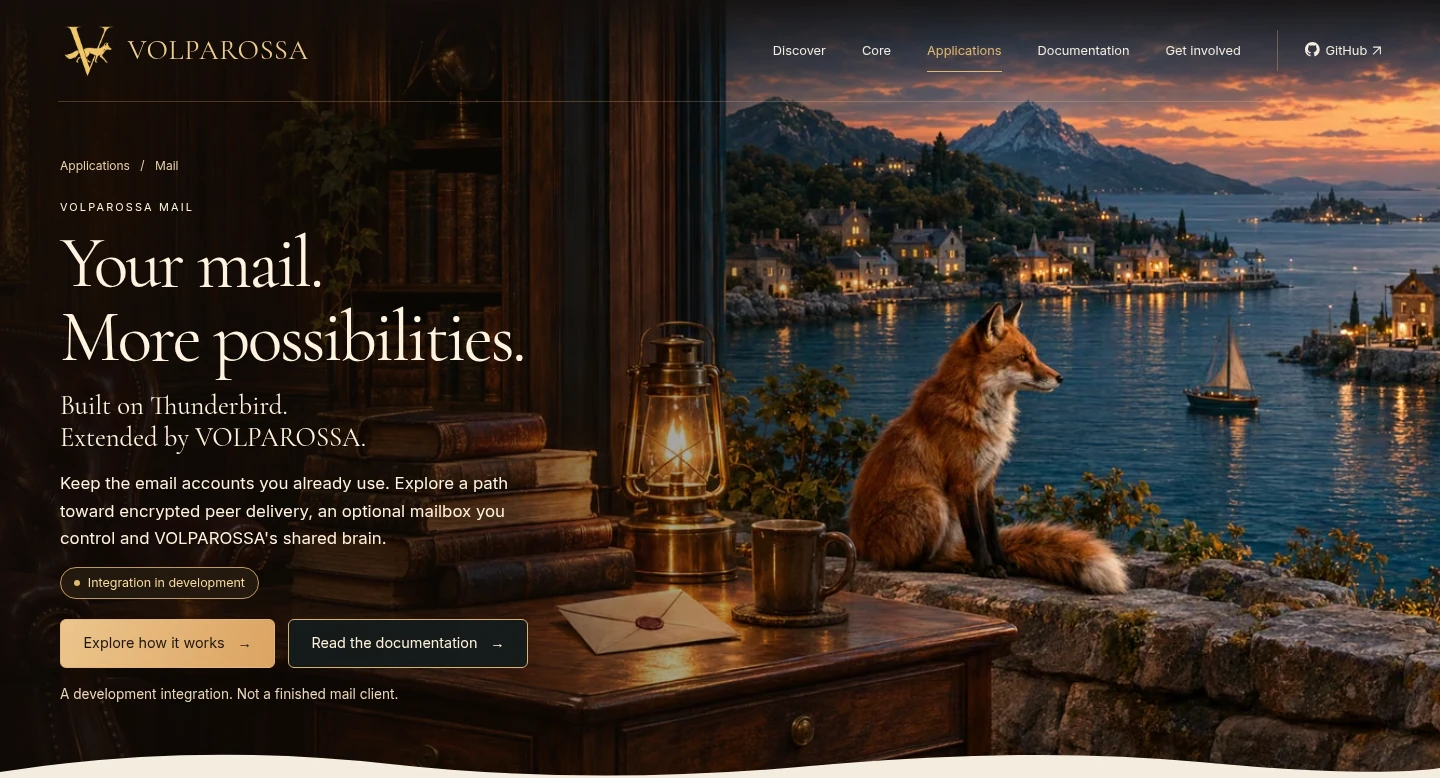 VOLPAROSSA
Discover
Core
Applications
Documentation
Get involved
GitHub
Applications / Mail
VOLPAROSSA MAIL
Your mail.
More possibilities.
Built on Thunderbird.
Extended by VOLPAROSSA.
Keep the email accounts you already use. Explore a path
toward encrypted peer delivery, an optional mailbox you
control and VOLPAROSSA's shared brain.
Integration in development
Explore how it works →
Read the documentation →
A development integration. Not a finished mail client.